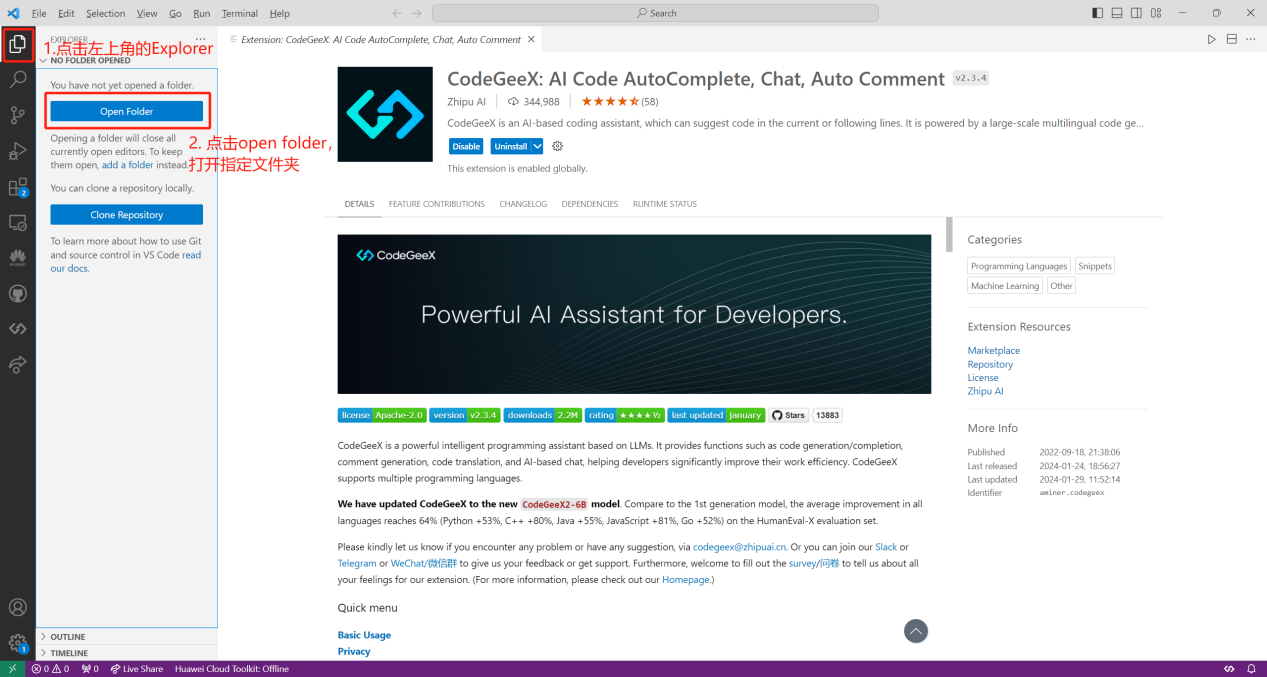 File Edit Selection View Go Run Terminal Help
Search
EXPLORER
1.点击左上角的Explorer
NO FOLDER OPENED
You have not yet opened a folder.
Open Folder
2. 点击open folder，
打开指定文件夹
Opening a folder will close all
currently open editors. To keep
them open, add a folder instead.
You can clone a repository locally.
Clone Repository
To learn more about how to use Git
and source control in VS Code read
our docs.
2
HUAWEI
1
OUTLINE
TIMELINE
Extension: CodeGeeX: AI Code AutoComplete, Chat, Auto Comment
CodeGeeX: AI Code AutoComplete, Chat, Auto Comment v2.3.4
Zhipu AI 344,988 (58)
CodeGeeX is an AI-based coding assistant, which can suggest code in the current or following lines. It is powered by a large-scale multilingual code ge...
Disable Uninstall
This extension is enabled globally.
DETAILS FEATURE CONTRIBUTIONS CHANGELOG DEPENDENCIES RUNTIME STATUS
CodeGeeX
Powerful AI Assistant for Developers.
license Apache-2.0 version v2.3.4 downloads 2.2M rating ★★★★½ last updated january Stars 13883
CodeGeeX is a powerful intelligent programming assistant based on LLMs. It provides functions such as code generation/completion,
comment generation, code translation, and AI-based chat, helping developers significantly improve their work efficiency. CodeGeeX
supports multiple programming languages.
We have updated CodeGeeX to the new CodeGeeX2-6B model. Compare to the 1st generation model, the average improvement in all
languages reaches 64% (Python +53%, C++ +80%, Java +55%, JavaScript +81%, Go +52%) on the HumanEval-X evaluation set.
Please kindly let us know if you encounter any problem or have any suggestion, via codegeex@zhipuai.cn. Or you can join our Slack or
Telegram or WeChat/微信群 to give us your feedback or get support. Furthermore, welcome to fill out the survey/问卷 to tell us about all
your feelings for our extension. (For more information, please check out our Homepage.)
Quick menu
Basic Usage
Privacy
Categories
Programming Languages Snippets
Machine Learning Other
Extension Resources
Marketplace
Repository
License
Zhipu AI
More Info
Published 2022-09-18, 21:38:06
Last released 2024-01-24, 18:56:27
Last updated 2024-01-29, 11:52:14
Identifier aminer.codegeex
0 0 0 Live Share Huawei Cloud Toolkit: Offline